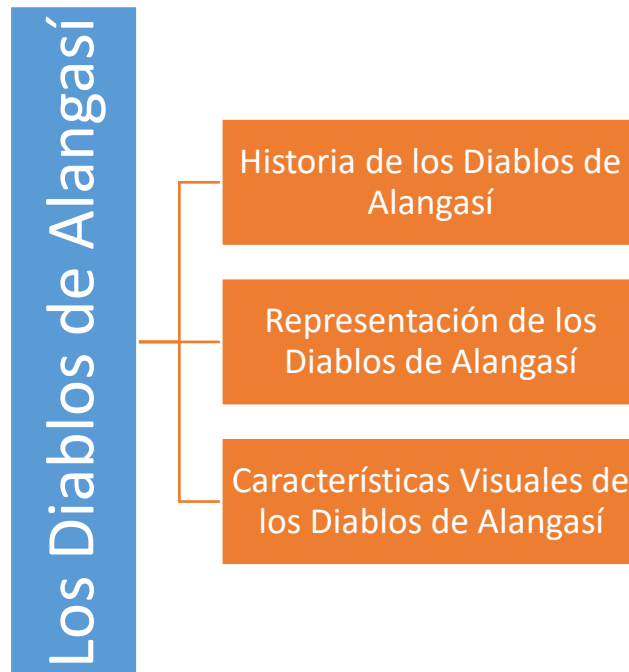 Los Diablos de Alangasí
Historia de los Diablos de
Alangasí
Representación de los
Diablos de Alangasí
Características Visuales de
los Diablos de Alangasí